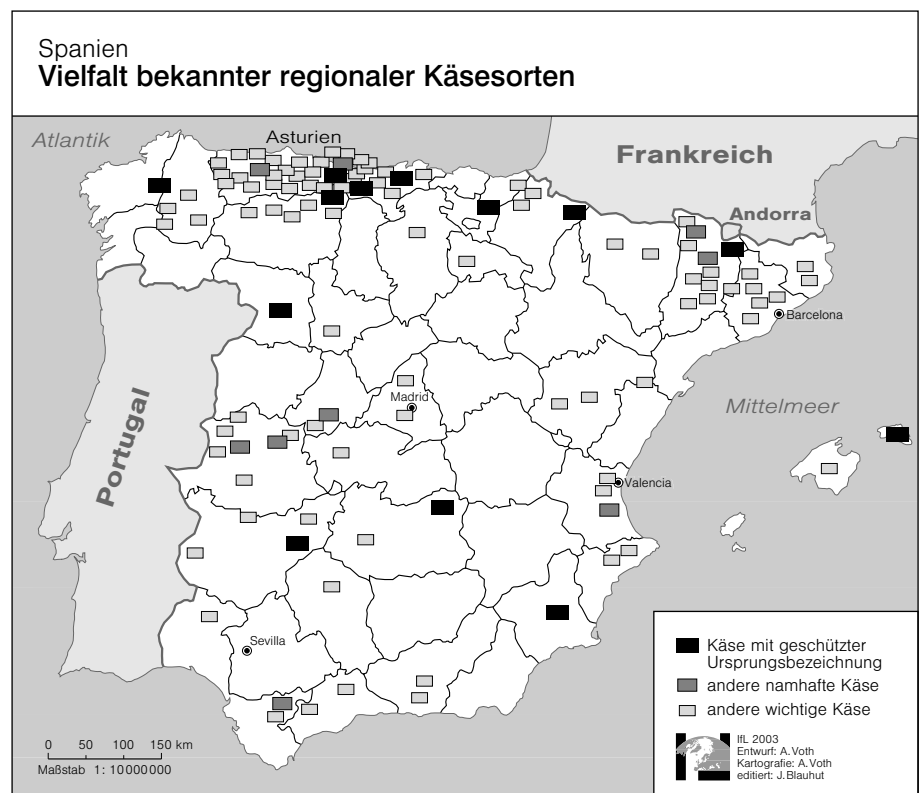 Spanien
Vielfalt bekannter regionaler Käsesorten
Atlantik
Asturien
Frankreich
Andorra
Barcelona
Madrid
Mittelmeer
Portugal
Valencia
Sevilla
Käse mit geschützter
Ursprungsbezeichnung
andere namhafte Käse
andere wichtige Käse
0 50 100 150 km
Maßstab 1: 10000000
IfL 2003
Entwurf: A. Voth
Kartografie: A. Voth
editiert: J. Blauhut